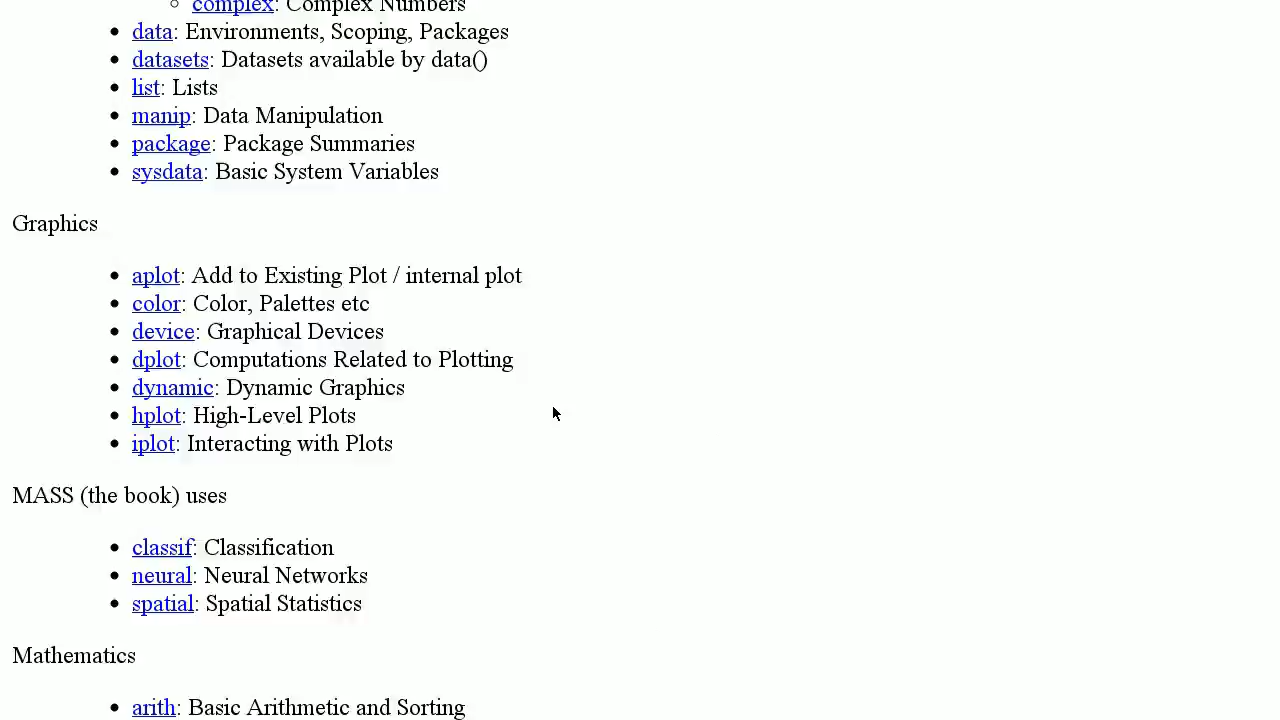 complex: Complex Numbers
data: Environments, Scoping, Packages
datasets: Datasets available by data()
list: Lists
manip: Data Manipulation
package: Package Summaries
sysdata: Basic System Variables
Graphics
aplot: Add to Existing Plot / internal plot
color: Color, Palettes etc
device: Graphical Devices
dplot: Computations Related to Plotting
dynamic: Dynamic Graphics
hplot: High-Level Plots
iplot: Interacting with Plots
MASS (the book) uses
classif: Classification
neural: Neural Networks
spatial: Spatial Statistics
Mathematics
arith: Basic Arithmetic and Sorting